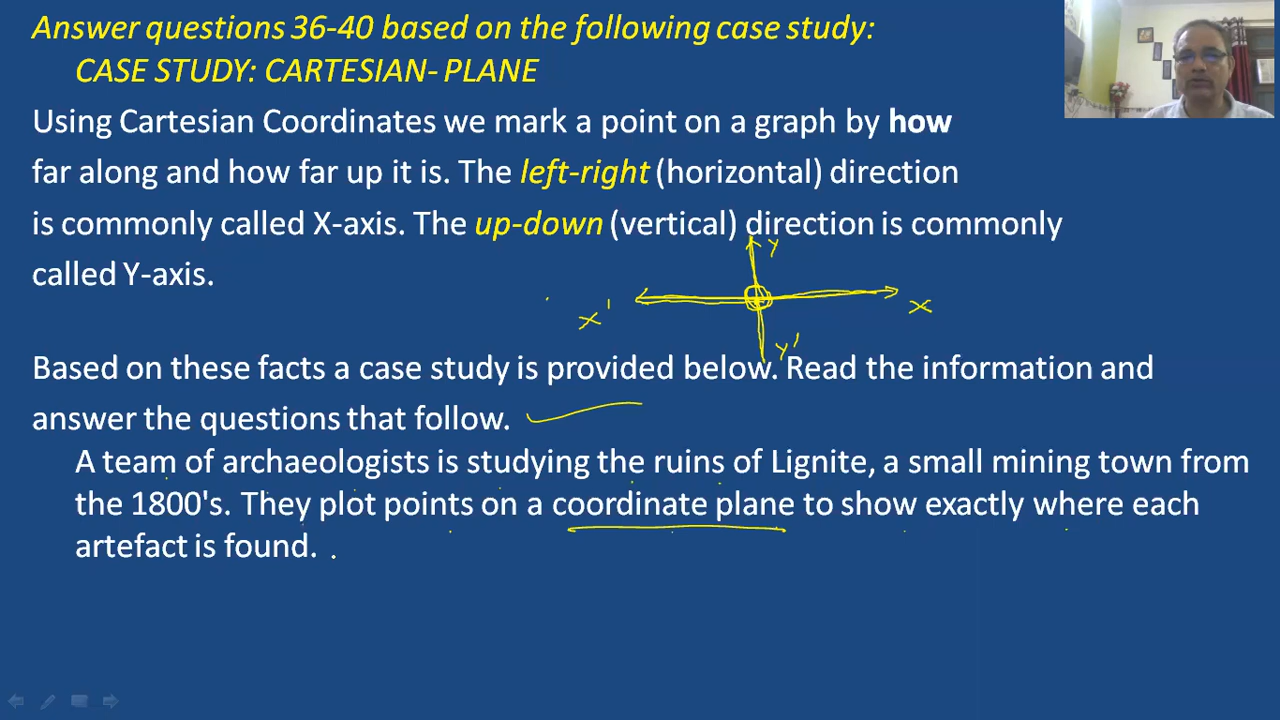 Answer questions 36-40 based on the following case study:
CASE STUDY: CARTESIAN- PLANE
Using Cartesian Coordinates we mark a point on a graph by how
far along and how far up it is. The left-right (horizontal) direction
is commonly called X-axis. The up-down (vertical) direction is commonly
called Y-axis.
Y
X' X
Y'
Based on these facts a case study is provided below. Read the information and
answer the questions that follow.
A team of archaeologists is studying the ruins of Lignite, a small mining town from
the 1800's. They plot points on a coordinate plane to show exactly where each
artefact is found.